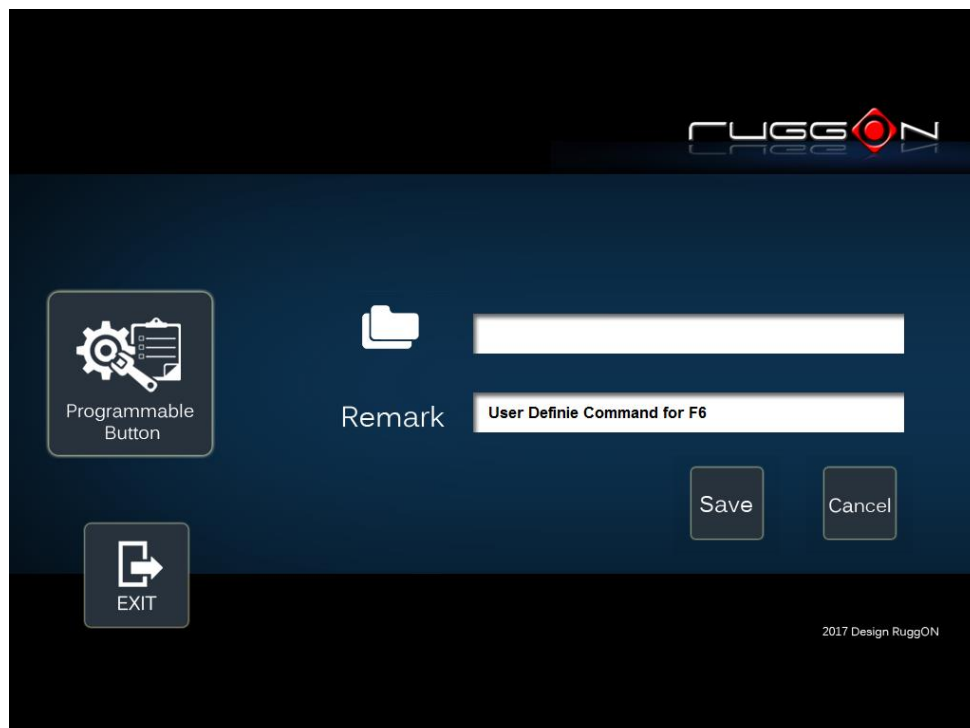 ruggon
Programmable
Button
Remark
User Definie Command for F6
Save
Cancel
EXIT
2017 Design RuggON